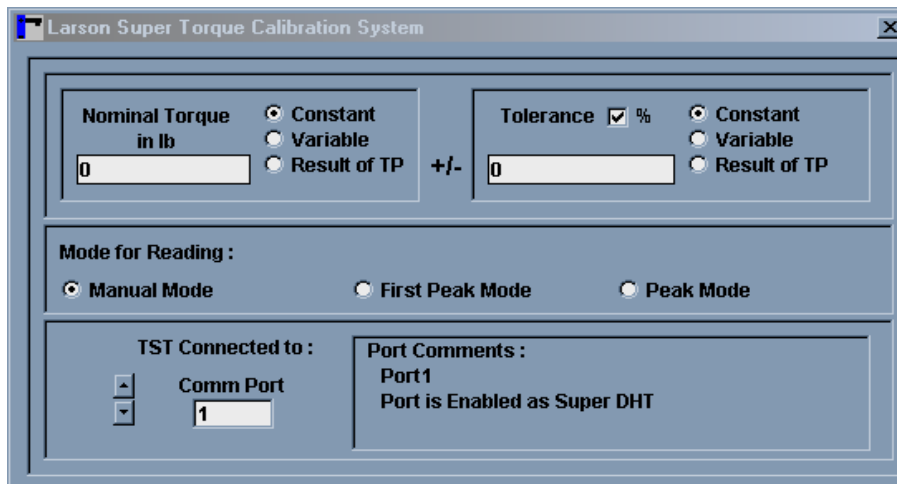 Larson Super Torque Calibration System
Nominal Torque
in lb
0
Constant
Variable
Result of TP
+/-
Tolerance %
0
Constant
Variable
Result of TP
Mode for Reading :
Manual Mode
First Peak Mode
Peak Mode
TST Connected to :
Comm Port
1
Port Comments :
Port1
Port is Enabled as Super DHT